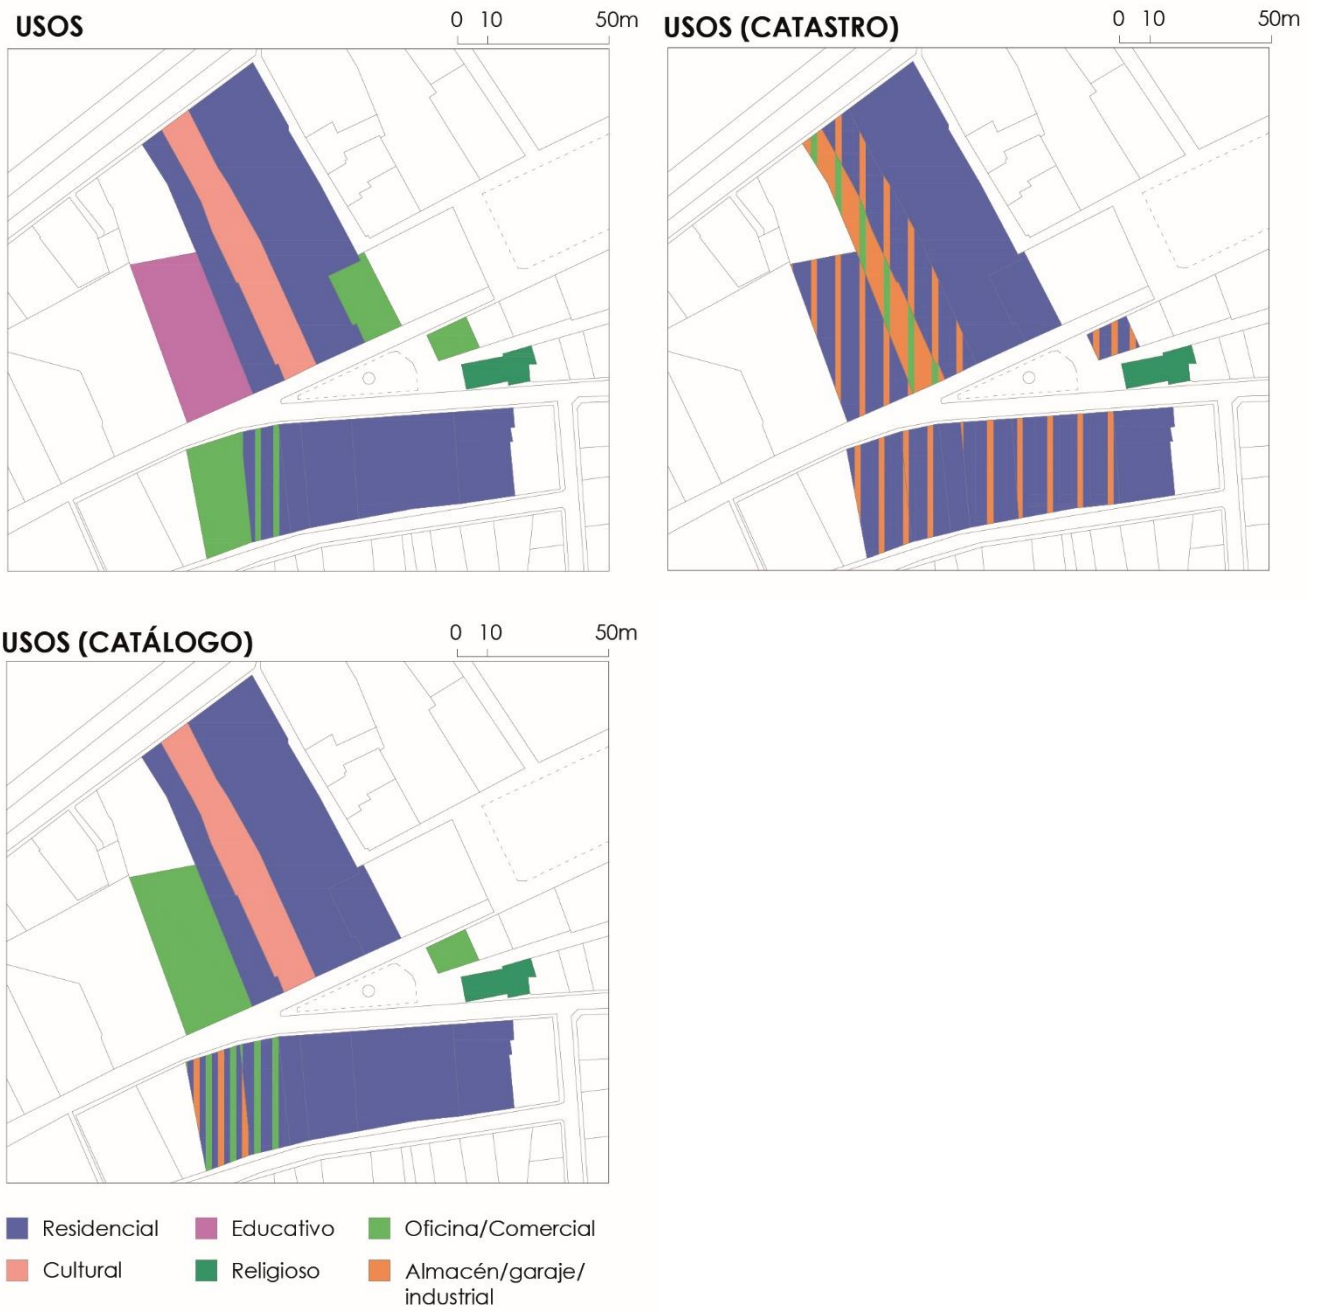 USOS
0 10 50m
USOS (CATASTRO)
0 10 50m
USOS (CATÁLOGO)
0 10 50m
Residencial
Educativo
Oficina/Comercial
Cultural
Religioso
Almacén/garaje/
industrial